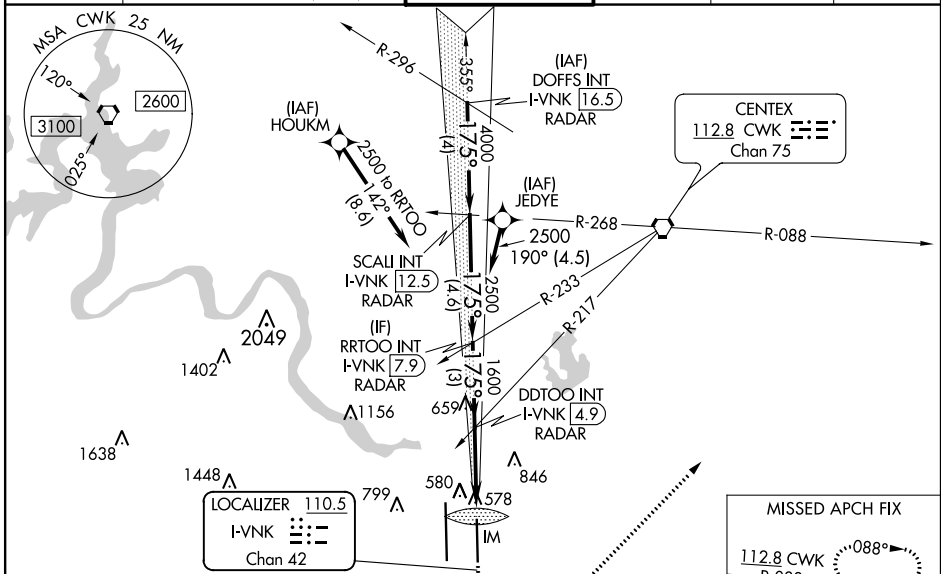 MSA CWK 25 NM
120°
2600
3100
025°
R-296
355°
(IAF)
DOFFS INT
I-VNK 16.5
RADAR
CENTEX
112.8 CWK
Chan 75
(IAF)
HOUKM
2500 to RRTOO
142°
(8.6)
4000
175°
(4)
(IAF)
JEDYE
R-268
R-088
2500
190° (4.5)
SCALI INT
I-VNK 12.5
RADAR
2500
175°
(4.6)
R-233
R-217
(IF)
RRTOO INT
I-VNK 7.9
RADAR
1600
175°
(3)
2049
1402
1156
659
DDTOO INT
I-VNK 4.9
RADAR
1638
1448
799
580
578
846
IM
LOCALIZER 110.5
I-VNK
Chan 42
MISSED APCH FIX
112.8 CWK
088°